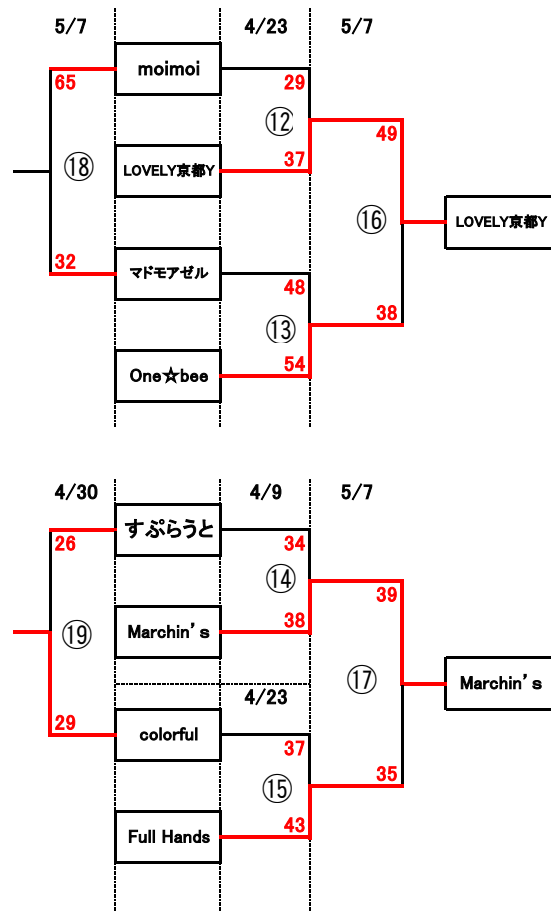 5/7 4/23 5/7
moimoi
65 29
⑫ 49
⑱ LOVELY京都Y 37
⑯ LOVELY京都Y
32 マドモアゼル 48
⑬ 38
One☆bee 54
4/30 4/9 5/7
すぷらうと
26 34
⑭ 39
⑲ Marchin's 38
⑰ Marchin's
4/23
29 colorful 37
⑮ 35
Full Hands 43